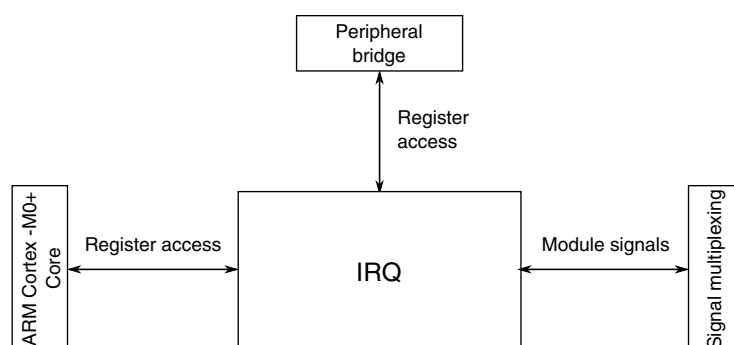 Peripheral
bridge
Register
access
ARM Cortex -M0+
Core
Register access
IRQ
Module signals
Signal multiplexing